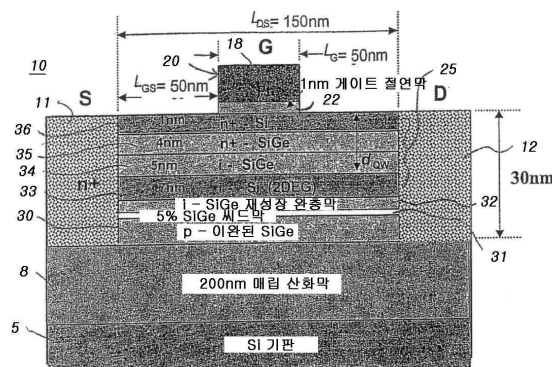 L_DS = 150nm
20
18
G
L_G = 50nm
10
L_GS = 50nm
1nm 게이트 절연막
25
11
S
22
D
36
1nm
n+ - Si
35
4nm
n+ - SiGe
12
34
5nm
i - SiGe
d_QW
30nm
33
n+
i - Si (2DEG)
i - SiGe 재성장 완충막
32
30
5% SiGe 씨드막
p - 이완된 SiGe
31
8
200nm 매립 산화막
5
Si 기판